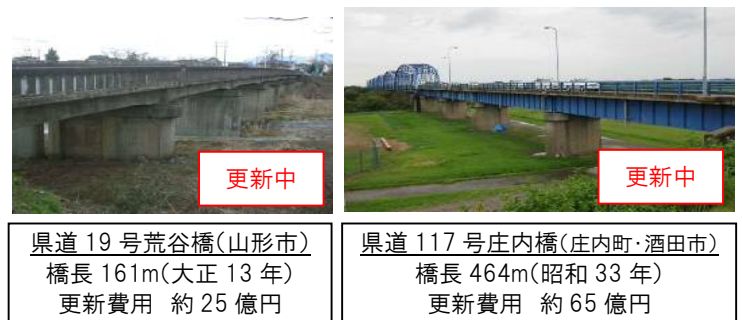 更新中
更新中
県道 19 号荒谷橋(山形市)
橋長 161m(大正 13 年)
更新費用 約 25 億円
県道 117 号庄内橋(庄内町・酒田市)
橋長 464m(昭和 33 年)
更新費用 約 65 億円